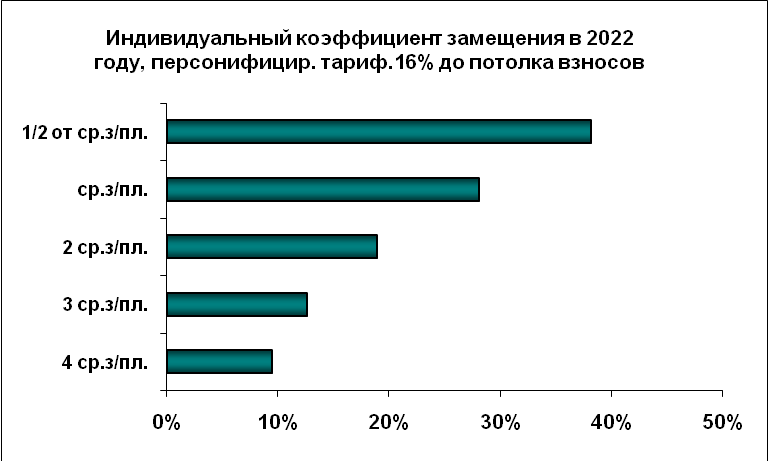 Индивидуальный коэффициент замещения в 2022
году, персонифицир. тариф.16% до потолка взносов
1/2 от ср.з/пл.
ср.з/пл.
2 ср.з/пл.
3 ср.з/пл.
4 ср.з/пл.
0% 10% 20% 30% 40% 50%